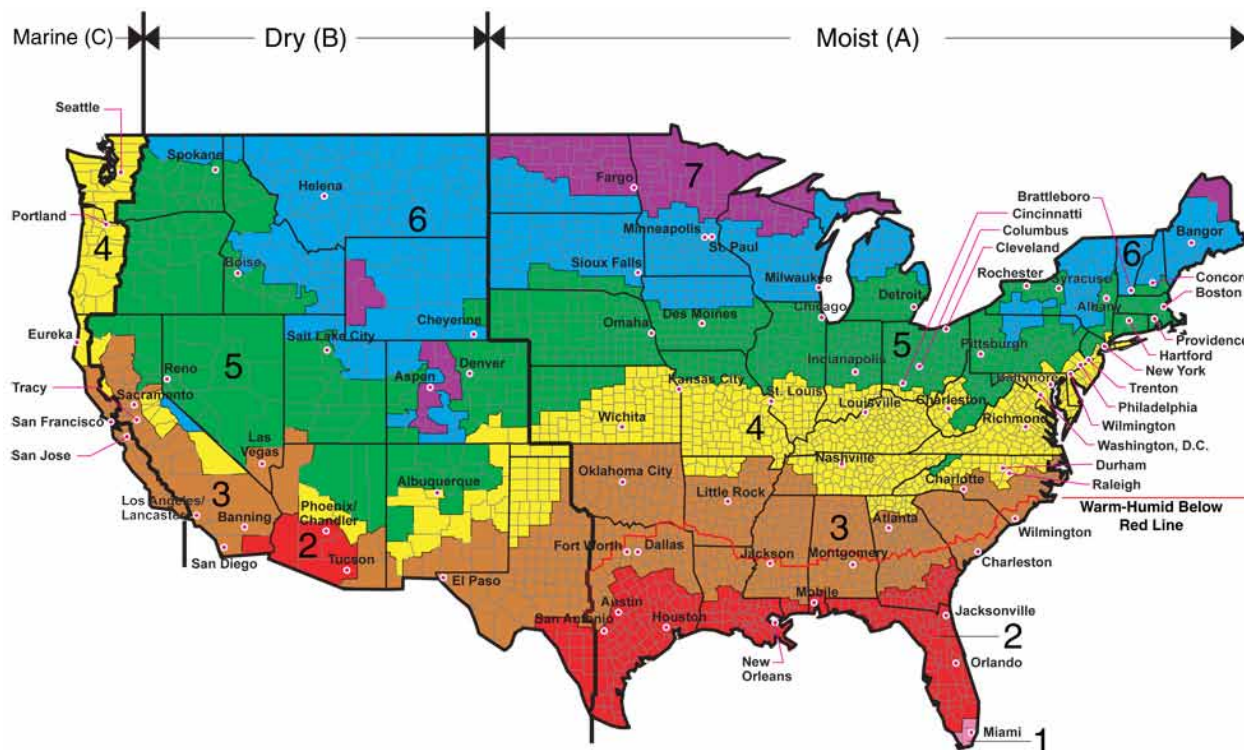 Marine (C)
Dry (B)
Moist (A)
Seattle
Spokane
Helena
Fargo
7
Brattleboro
Cincinnatti
Columbus
Cleveland
Portland
4
6
Minneapolis
St. Paul
Bangor
6
Boise
Sioux Falls
Milwaukee
Rochester
Syracuse
Concord
Chicago
Detroit
Albany
Boston
Eureka
Salt Lake City
Cheyenne
Omaha
Des Moines
Providence
Reno
5
Denver
Indianapolis
5
Pittsburgh
Hartford
New York
Tracy
Aspen
Kansas City
St. Louis
Baltimore
Trenton
Sacramento
Wichita
Louisville
Charleston
Philadelphia
San Francisco
4
Richmond
Wilmington
Las
Vegas
Washington, D.C.
San Jose
Oklahoma City
Nashville
Durham
Albuquerque
Raleigh
3
Charlotte
Los Angeles/
Lancaster
Phoenix/
Chandler
Little Rock
Warm-Humid Below
Red Line
Banning
2
3
Atlanta
Wilmington
San Diego
Tucson
El Paso
Fort Worth
Dallas
Jackson
Montgomery
Charleston
Austin
Mobile
San Antonio
Houston
Jacksonville
2
New
Orleans
Orlando
Miami
1